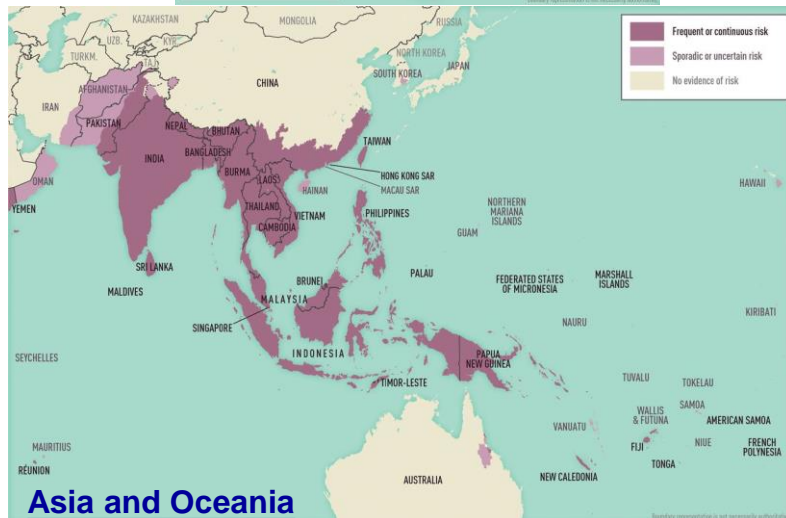 KAZAKHSTAN
MONGOLIA
RUSSIA
UZB.
KYR.
TURKM.
TAJ.
NORTH KOREA
SOUTH KOREA
JAPAN
CHINA
AFGHANISTAN
IRAN
PAKISTAN
NEPAL
BHUTAN
BANGLADESH
INDIA
BURMA
OMAN
YEMEN
LAOS
THAILAND
VIETNAM
CAMBODIA
HAINAN
TAIWAN
HONG KONG SAR
MACAU SAR
PHILIPPINES
SRI LANKA
MALDIVES
BRUNEI
MALAYSIA
SINGAPORE
INDONESIA
TIMOR-LESTE
PAPUA
NEW GUINEA
Frequent or continuous risk
Sporadic or uncertain risk
No evidence of risk
HAWAII
NORTHERN
MARIANA
ISLANDS
GUAM
PALAU
FEDERATED STATES
OF MICRONESIA
MARSHALL
ISLANDS
KIRIBATI
NAURU
SEYCHELLES
MAURITIUS
RÉUNION
TUVALU
TOKELAU
WALLIS
& FUTUNA
SAMOA
AMERICAN SAMOA
VANUATU
FIJI
NIUE
FRENCH
POLYNESIA
TONGA
NEW CALEDONIA
AUSTRALIA
Asia and Oceania